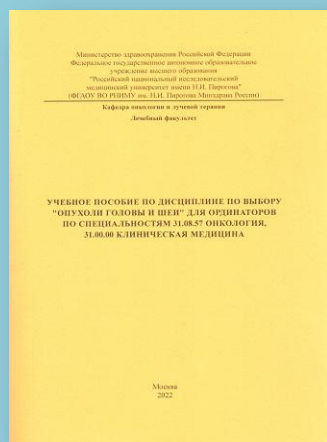 Министерство здравоохранения Российской Федерации
Федеральное государственное автономное образовательное
учреждение высшего образования
"Российский национальный исследовательский
медицинский университет имени Н.И. Пирогова"
(ФГАОУ ВО РНИМУ им. Н.И. Пирогова Минздрава России)
Кафедра онкологии и лучевой терапии
Лечебный факультет
УЧЕБНОЕ ПОСОБИЕ ПО ДИСЦИПЛИНЕ ПО ВЫБОРУ
"ОПУХОЛИ ГОЛОВЫ И ШЕИ" ДЛЯ ОРДИНАТОРОВ
ПО СПЕЦИАЛЬНОСТЯМ 31.08.57 ОНКОЛОГИЯ,
31.00.00 КЛИНИЧЕСКАЯ МЕДИЦИНА
Москва
2022